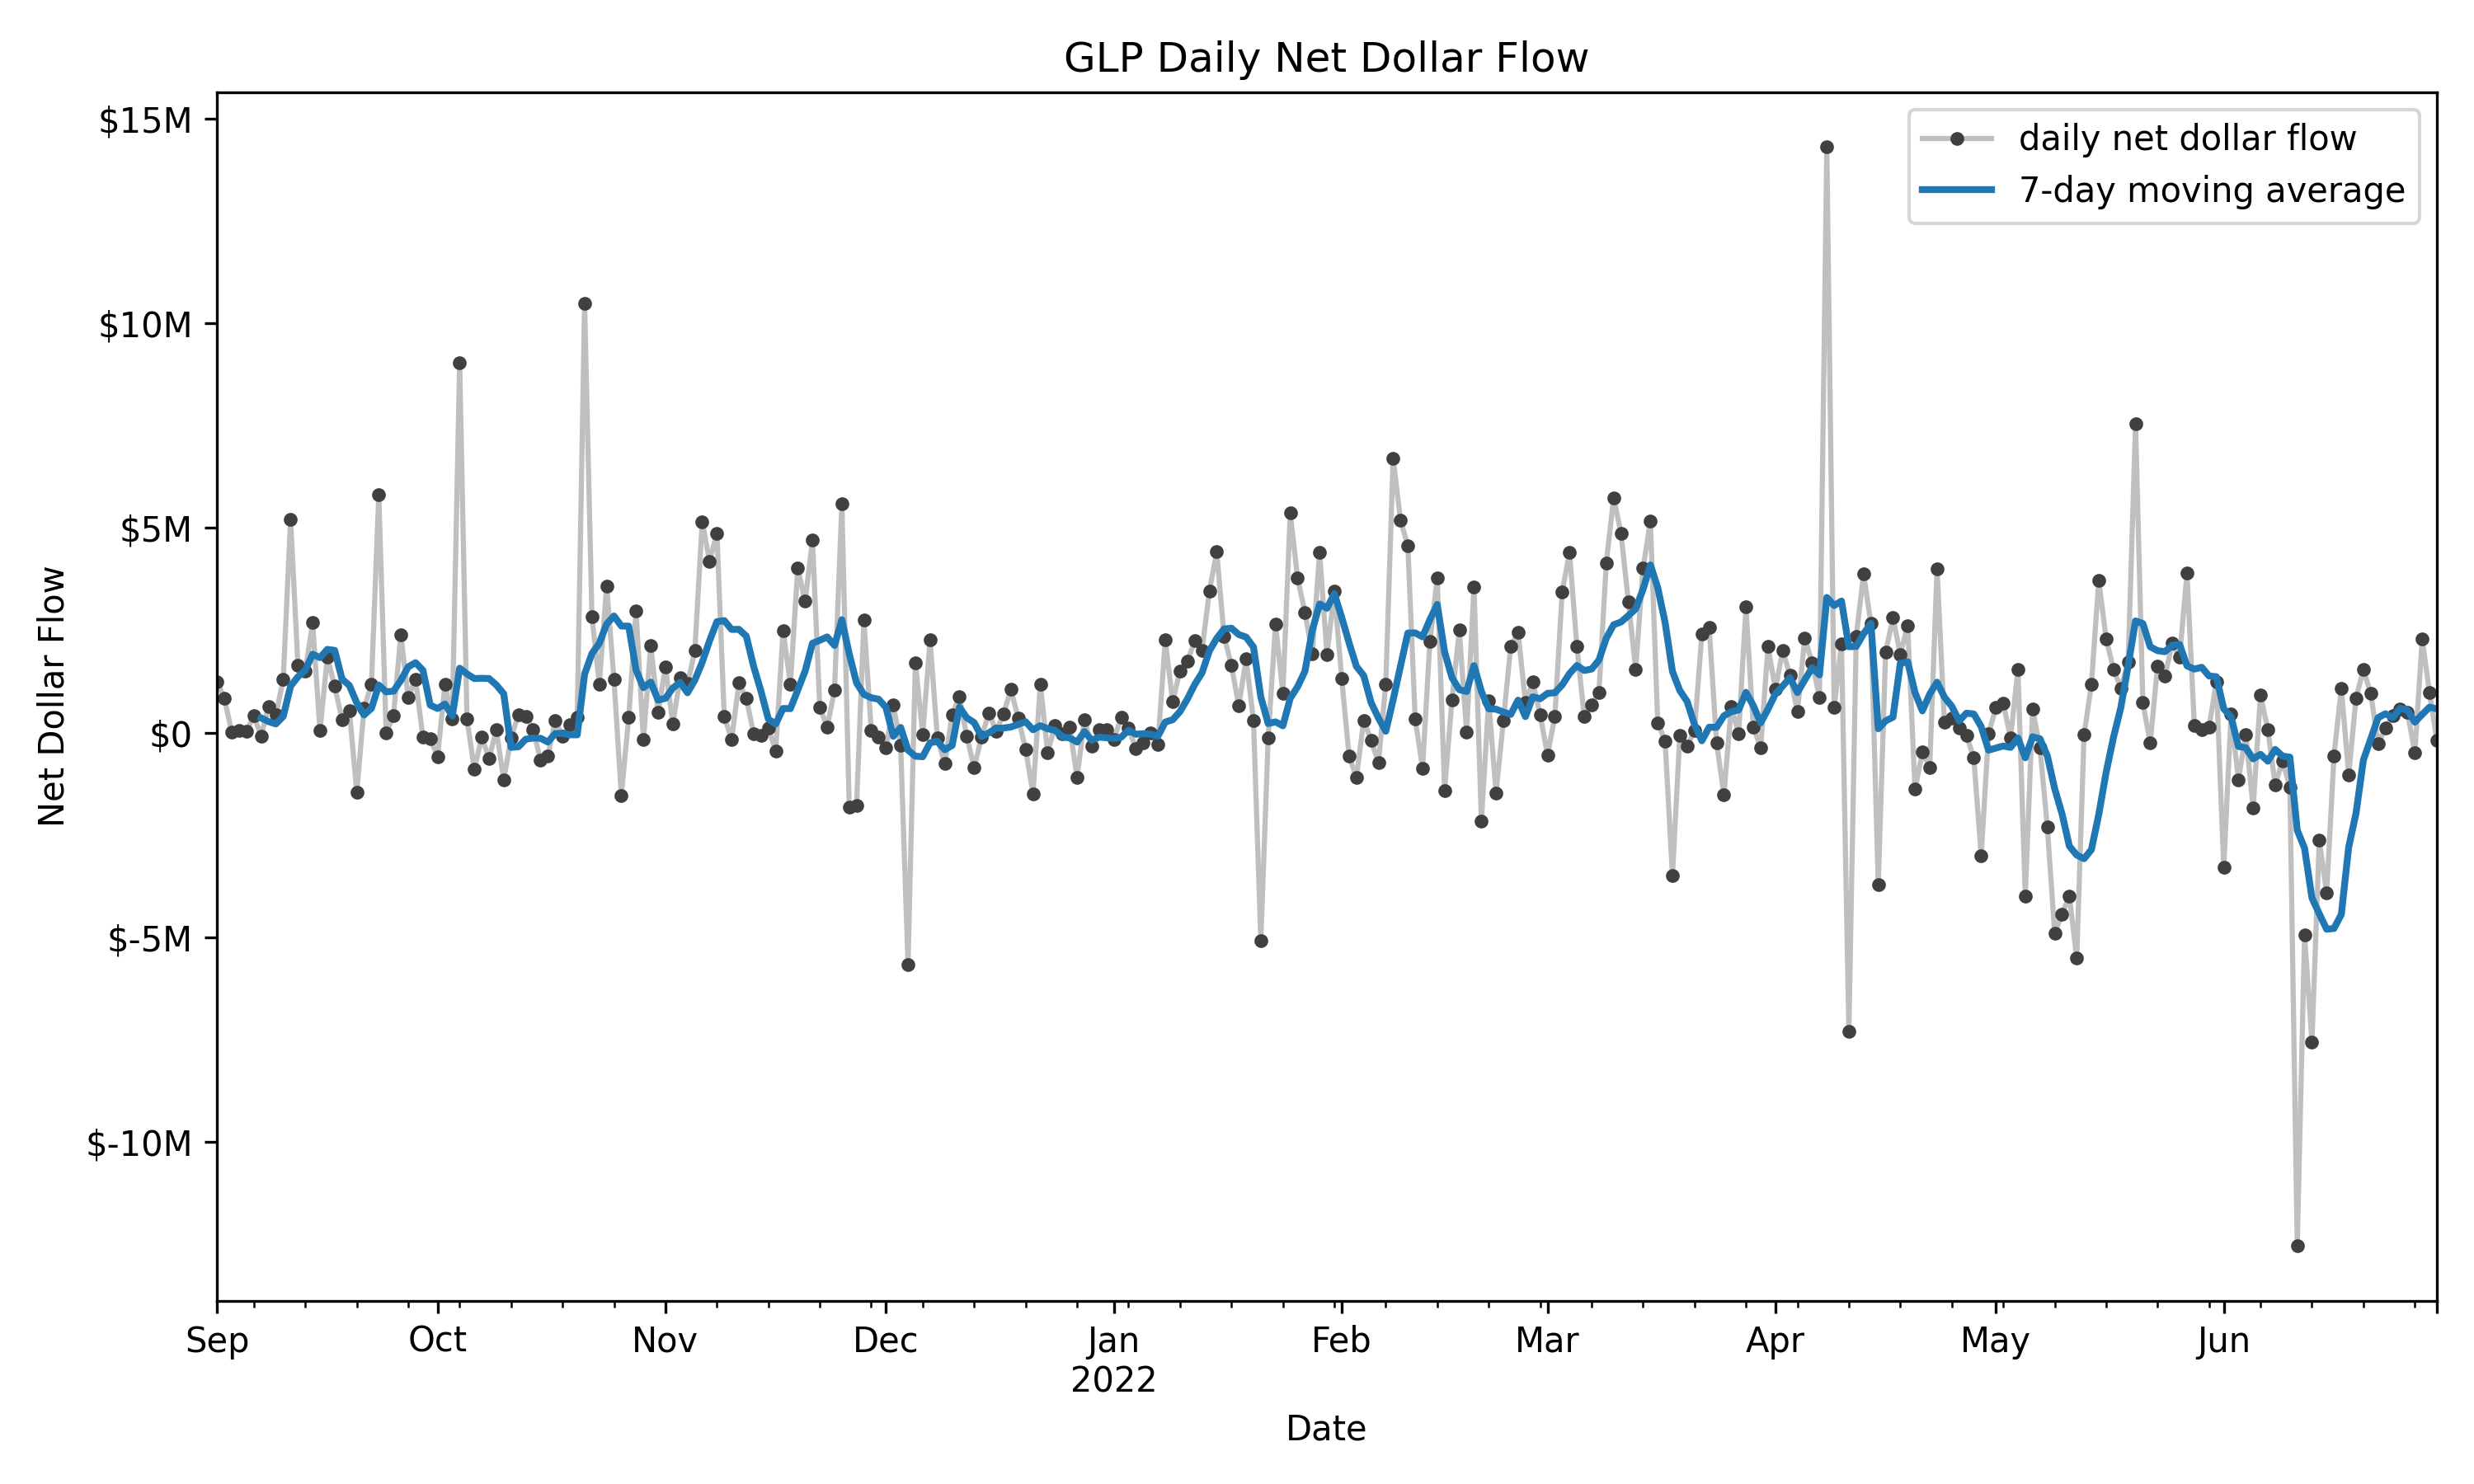 GLP Daily Net Dollar Flow
daily net dollar flow
7-day moving average
$15M
$10M
$5M
$0
$-5M
$-10M
Net Dollar Flow
Sep Oct Nov Dec Jan Feb Mar Apr May Jun
2022
Date